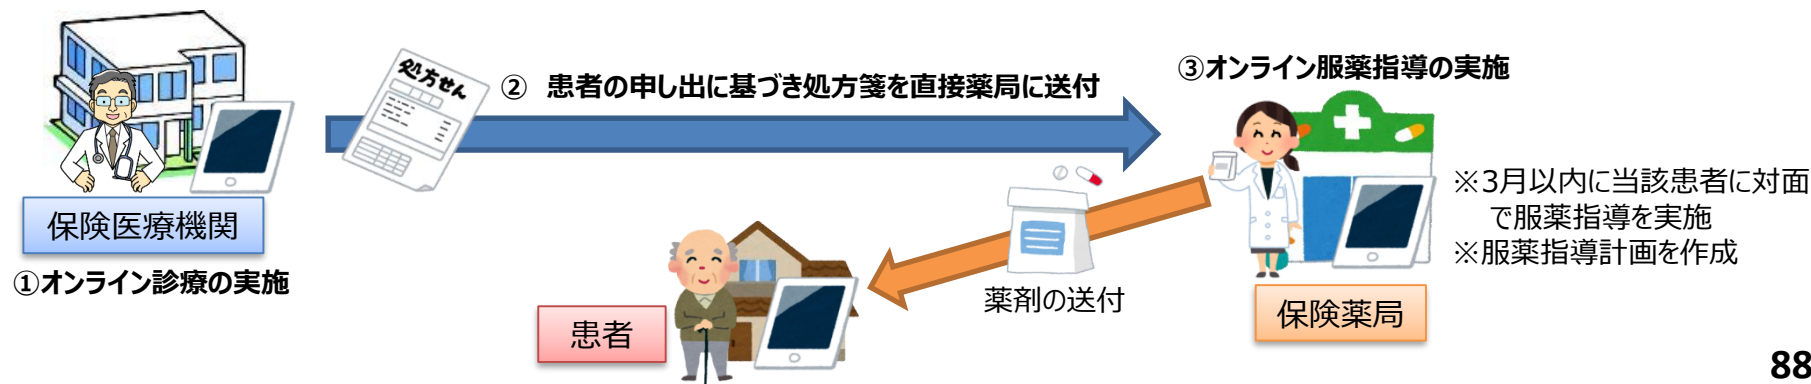 処方せん
② 患者の申し出に基づき処方箋を直接薬局に送付
③オンライン服薬指導の実施
保険医療機関
①オンライン診療の実施
※3月以内に当該患者に対面
で服薬指導を実施
※服薬指導計画を作成
薬剤の送付
患者
保険薬局
88